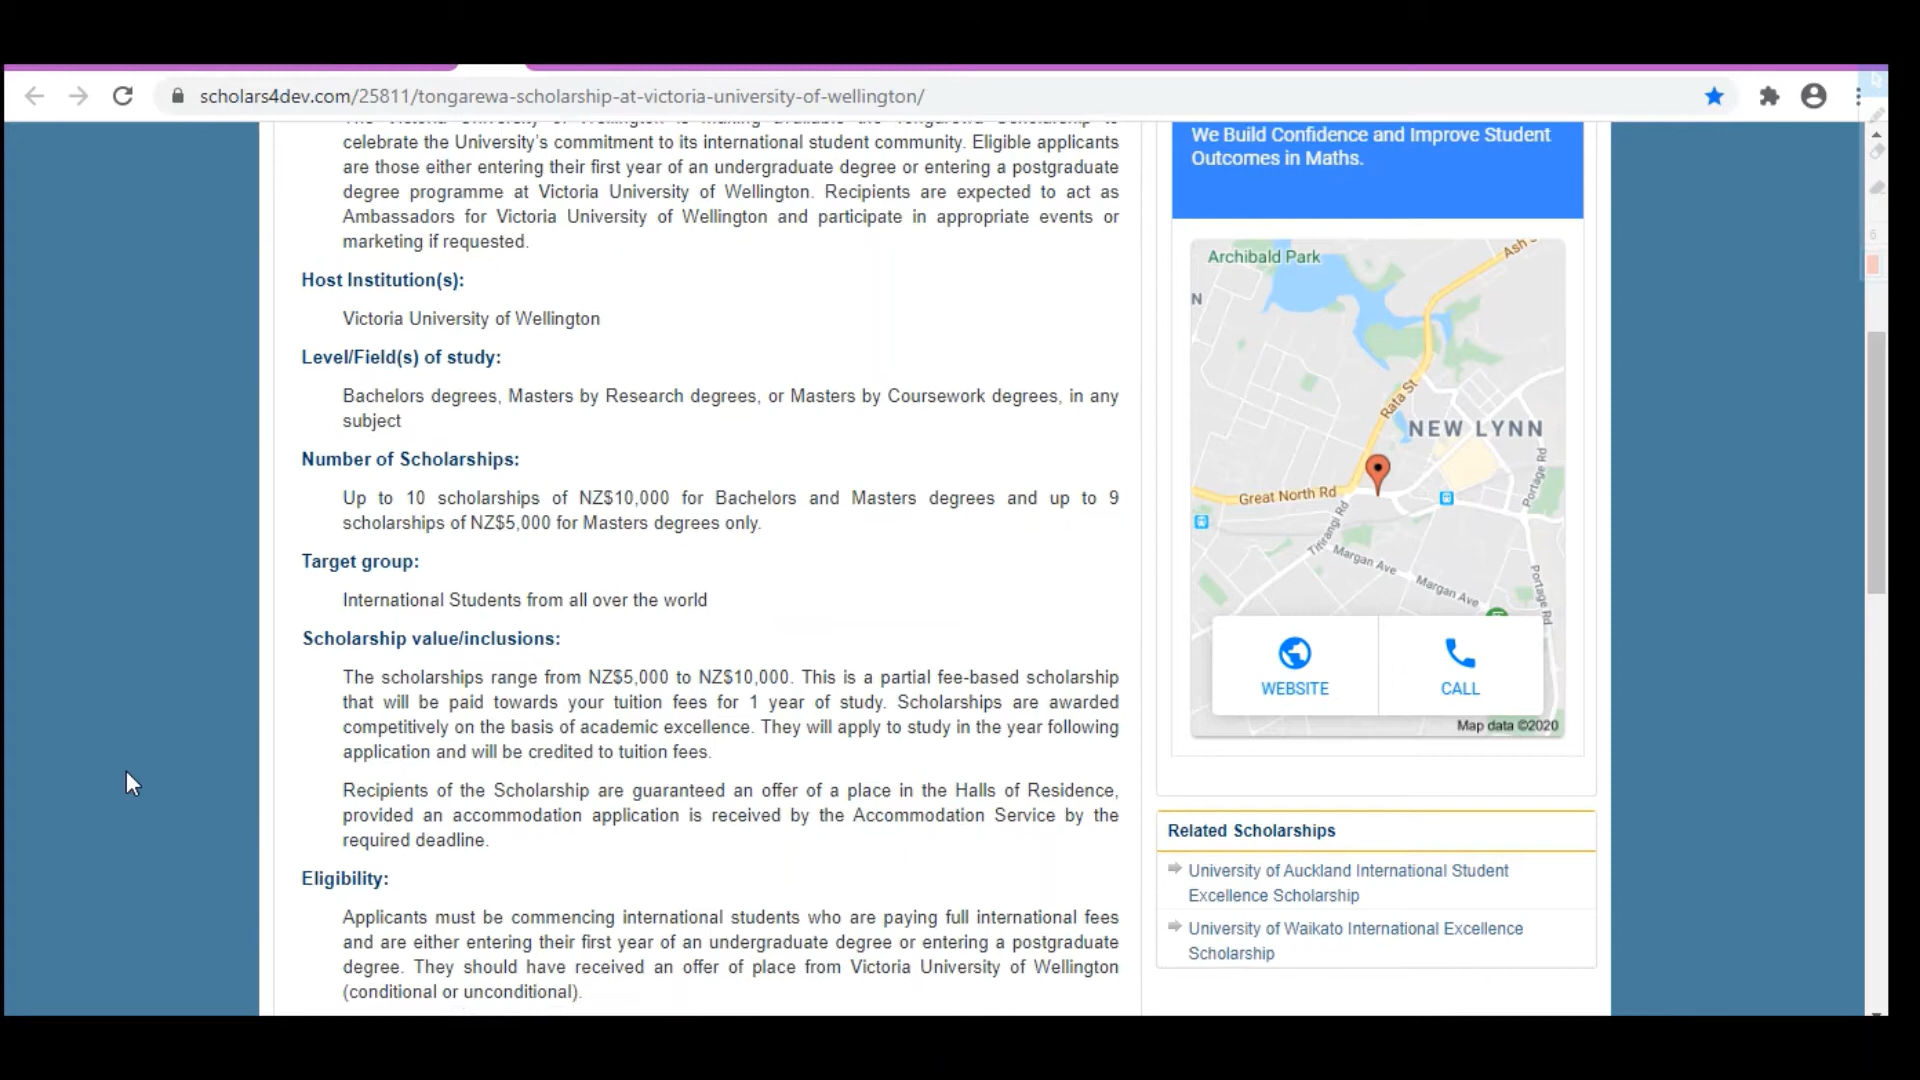 scholars4dev.com/25811/tongarewa-scholarship-at-victoria-university-of-wellington/
celebrate the University's commitment to its international student community. Eligible applicants
are those either entering their first year of an undergraduate degree or entering a postgraduate
degree programme at Victoria University of Wellington. Recipients are expected to act as
Ambassadors for Victoria University of Wellington and participate in appropriate events or
marketing if requested.
Host Institution(s):
Victoria University of Wellington
Level/Field(s) of study:
Bachelors degrees, Masters by Research degrees, or Masters by Coursework degrees, in any
subject
Number of Scholarships:
Up to 10 scholarships of NZ$10,000 for Bachelors and Masters degrees and up to 9
scholarships of NZ$5,000 for Masters degrees only.
Target group:
International Students from all over the world
Scholarship value/inclusions:
The scholarships range from NZ$5,000 to NZ$10,000. This is a partial fee-based scholarship
that will be paid towards your tuition fees for 1 year of study. Scholarships are awarded
competitively on the basis of academic excellence. They will apply to study in the year following
application and will be credited to tuition fees.
Recipients of the Scholarship are guaranteed an offer of a place in the Halls of Residence,
provided an accommodation application is received by the Accommodation Service by the
required deadline.
Eligibility:
Applicants must be commencing international students who are paying full international fees
and are either entering their first year of an undergraduate degree or entering a postgraduate
degree. They should have received an offer of place from Victoria University of Wellington
(conditional or unconditional).
We Build Confidence and Improve Student
Outcomes in Maths.
Archibald Park
N
Rata St
NEW LYNN
Great North Rd
Titirangi Rd
Margan Ave
Margan Ave
Portage Rd
Portage Rd
WEBSITE
CALL
Map data ©2020
Related Scholarships
University of Auckland International Student
Excellence Scholarship
University of Waikato International Excellence
Scholarship
6